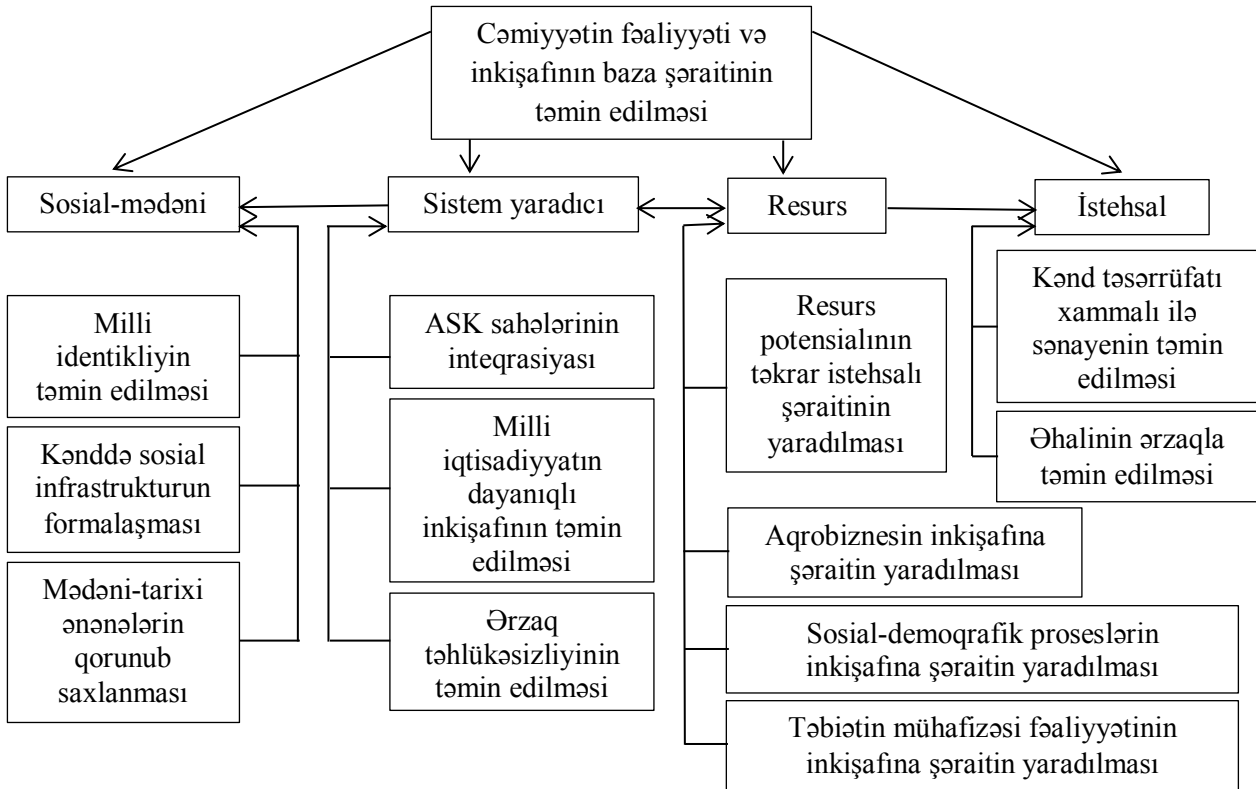 Cəmiyyətin fəaliyyəti və
inkişafının baza şəraitinin
təmin edilməsi
Sosial-mədəni
Sistem yaradıcı
Resurs
İstehsal
Milli
identikliyin
təmin edilməsi
Kənddə sosial
infrastrukturun
formalaşması
Mədəni-tarixi
ənənələrin
qorunub
saxlanması
ASK sahələrinin
inteqrasiyası
Milli
iqtisadiyyatın
dayanıqlı
inkişafının təmin
edilməsi
Ərzaq
təhlükəsizliyinin
təmin edilməsi
Resurs
potensialının
təkrar istehsalı
şəraitinin
yaradılması
Aqrobiznesin inkişafına
şəraitin yaradılması
Sosial-demoqrafik proseslərin
inkişafına şəraitin yaradılması
Təbiətin mühafizəsi fəaliyyətinin
inkişafına şəraitin yaradılması
Kənd təsərrüfatı
xammalı ilə
sənayenin təmin
edilməsi
Əhalinin ərzaqla
təmin edilməsi